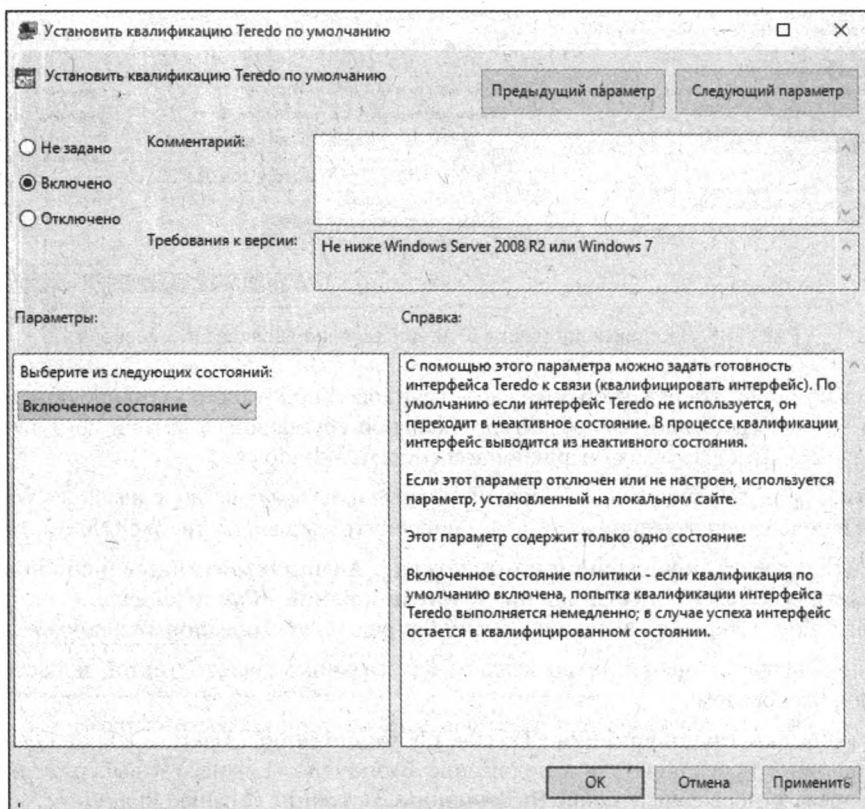 Установить квалификацию Teredo по умолчанию
Установить квалификацию Teredo по умолчанию
Предыдущий параметр
Следующий параметр
Не задано
Комментарий:
Включено
Отключено
Требования к версии:
Не ниже Windows Server 2008 R2 или Windows 7
Параметры:
Справка:
Выберите из следующих состояний:
Включенное состояние
С помощью этого параметра можно задать готовность
интерфейса Teredo к связи (квалифицировать интерфейс). По
умолчанию если интерфейс Teredo не используется, он
переходит в неактивное состояние. В процессе квалификации
интерфейс выводится из неактивного состояния.
Если этот параметр отключен или не настроен, используется
параметр, установленный на локальном сайте.
Этот параметр содержит только одно состояние:
Включенное состояние политики - если квалификация по
умолчанию включена, попытка квалификации интерфейса
Teredo выполняется немедленно; в случае успеха интерфейс
остается в квалифицированном состоянии.
ОК
Отмена
Применить